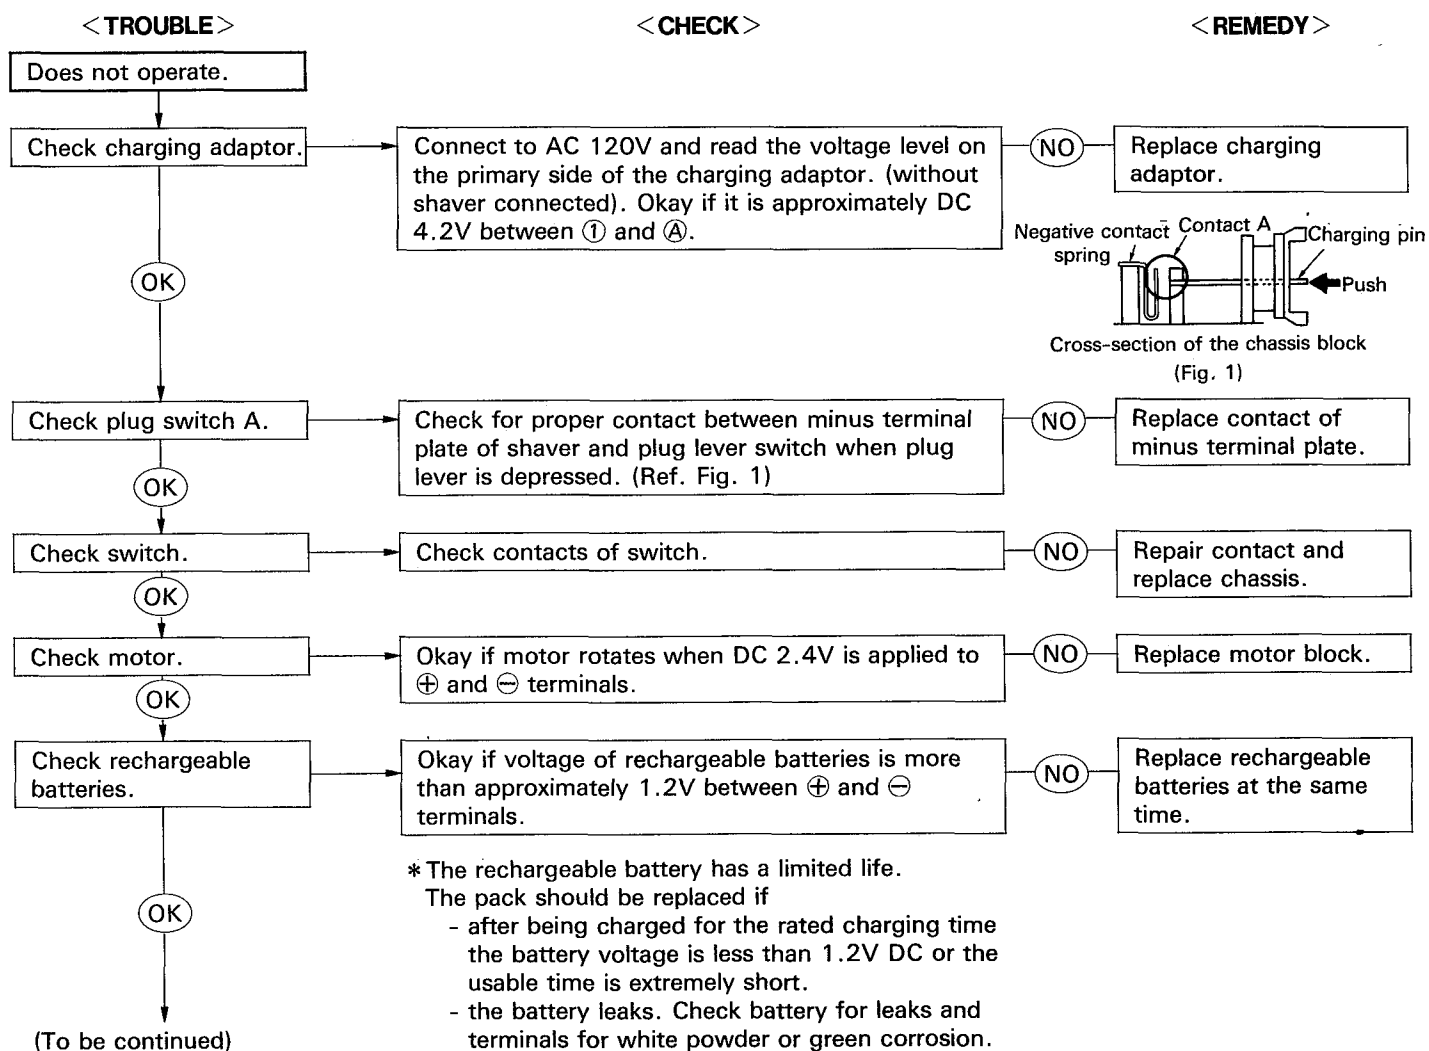 <TROUBLE>
<CHECK>
<REMEDY>
Does not operate.
Check charging adaptor.
Connect to AC 120V and read the voltage level on
the primary side of the charging adaptor. (without
shaver connected). Okay if it is approximately DC
4.2V between ① and Ⓐ.
NO
Replace charging
adaptor.
Negative contact
spring
Contact A
Charging pin
Push
Cross-section of the chassis block
(Fig. 1)
OK
Check plug switch A.
Check for proper contact between minus terminal
plate of shaver and plug lever switch when plug
lever is depressed. (Ref. Fig. 1)
NO
Replace contact of
minus terminal plate.
OK
Check switch.
Check contacts of switch.
NO
Repair contact and
replace chassis.
OK
Check motor.
Okay if motor rotates when DC 2.4V is applied to
⊕ and ⊖ terminals.
NO
Replace motor block.
OK
Check rechargeable
batteries.
Okay if voltage of rechargeable batteries is more
than approximately 1.2V between ⊕ and ⊖
terminals.
NO
Replace rechargeable
batteries at the same
time.
* The rechargeable battery has a limited life.
The pack should be replaced if
- after being charged for the rated charging time
the battery voltage is less than 1.2V DC or the
usable time is extremely short.
- the battery leaks. Check battery for leaks and
terminals for white powder or green corrosion.
OK
(To be continued)